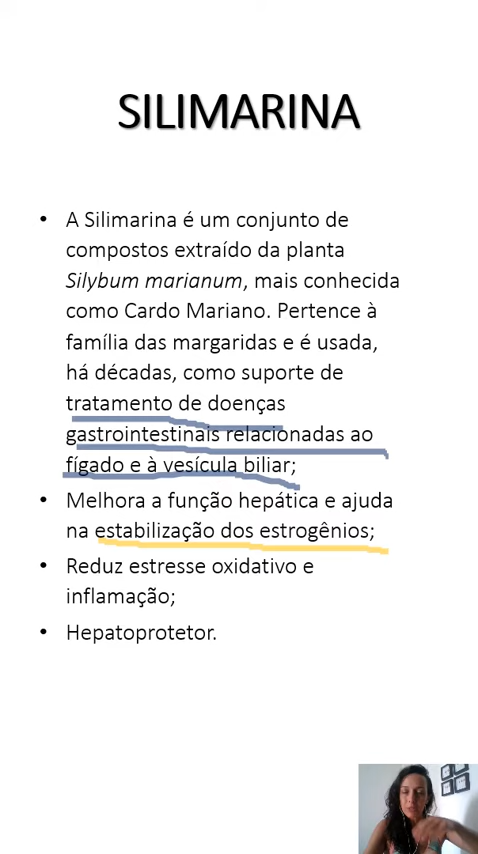 SILIMARINA
• A Silimarina é um conjunto de
compostos extraído da planta
Silybum marianum, mais conhecida
como Cardo Mariano. Pertence à
família das margaridas e é usada,
há décadas, como suporte de
tratamento de doenças
gastrointestinais relacionadas ao
fígado e à vesícula biliar;
• Melhora a função hepática e ajuda
na estabilização dos estrogênios;
• Reduz estresse oxidativo e
inflamação;
• Hepatoprotetor.